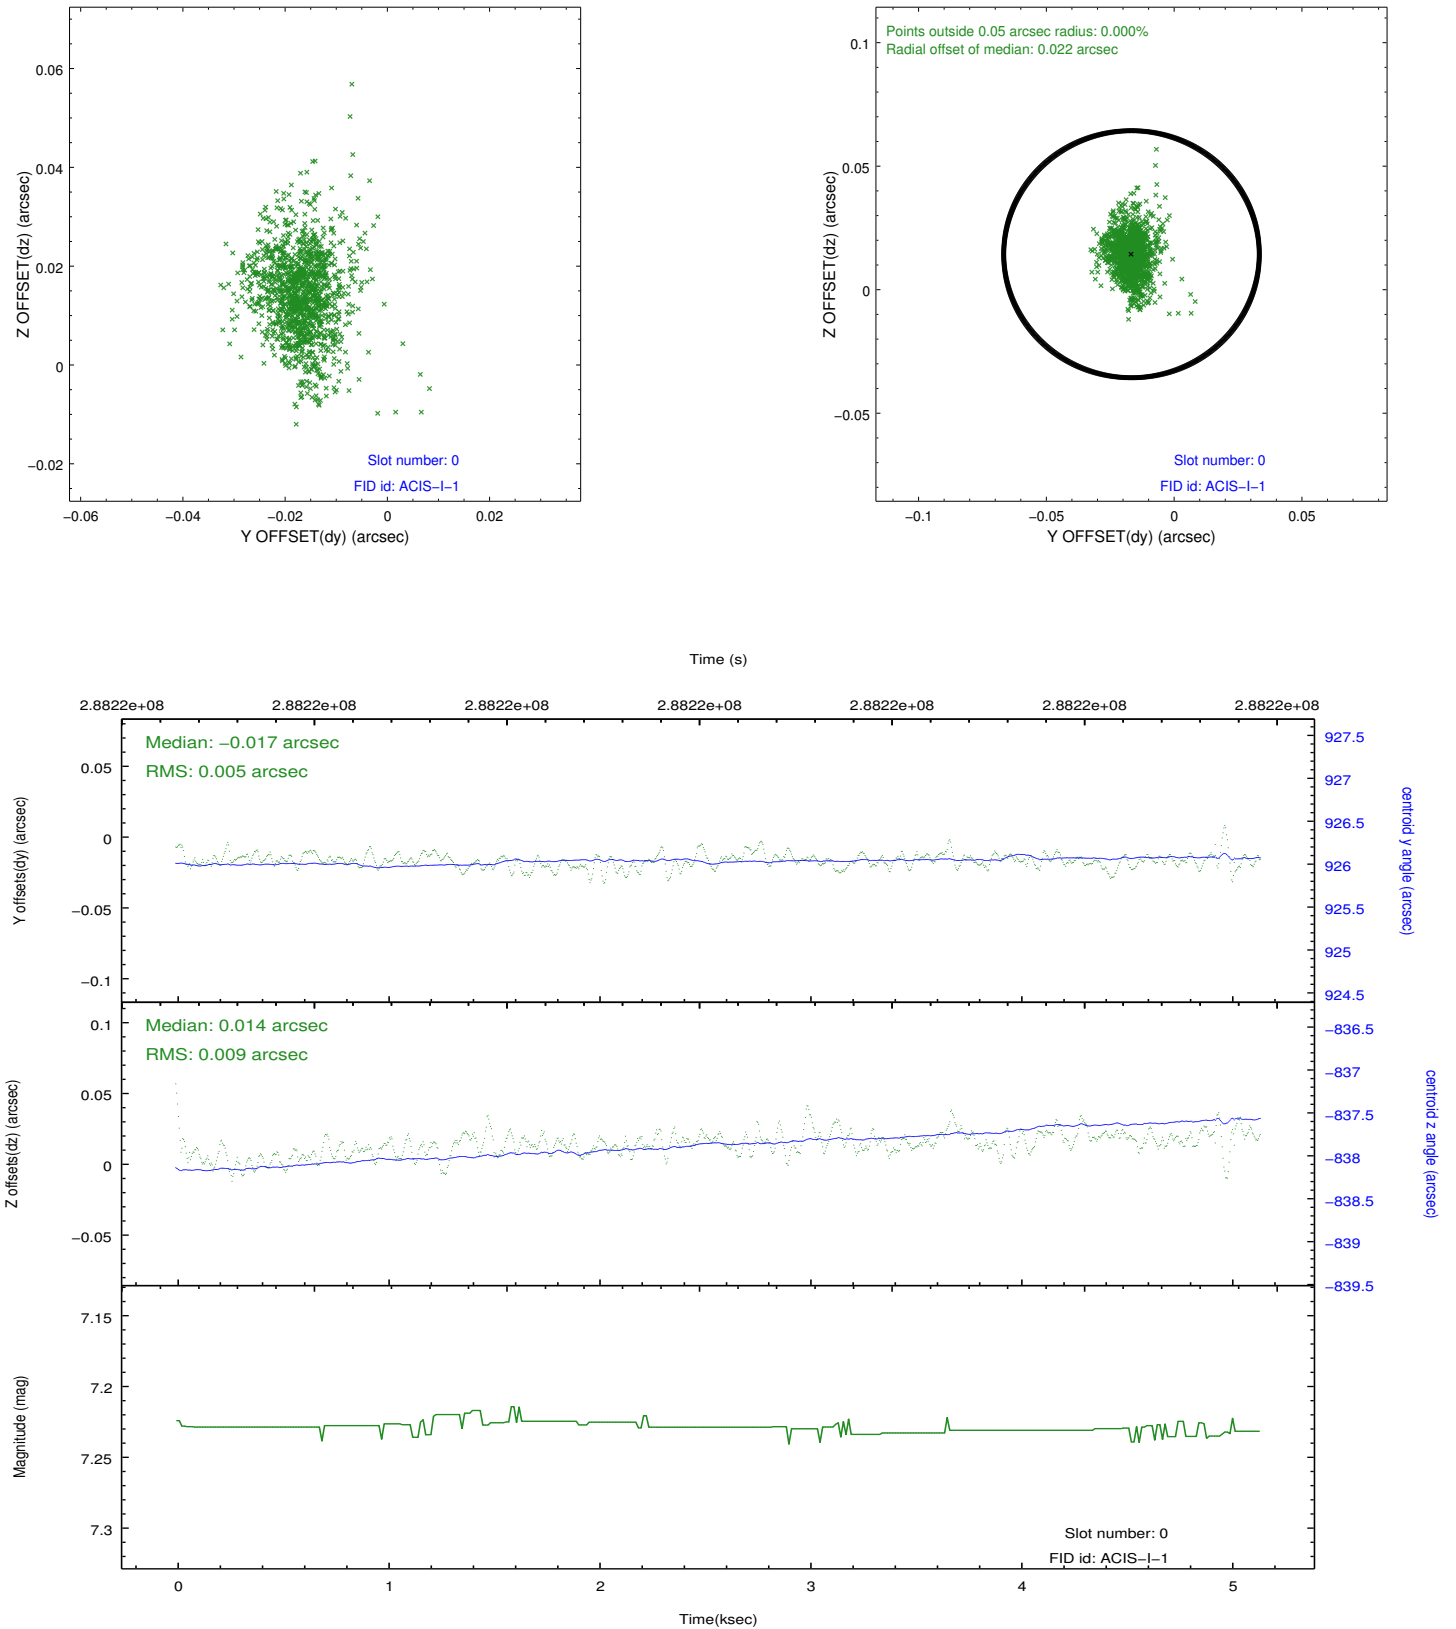 0.06
0.04
0.02
0
−0.02
Z OFFSET(dz) (arcsec)
Slot number: 0
FID id: ACIS−I−1
−0.06 −0.04 −0.02 0 0.02
Y OFFSET(dy) (arcsec)
Points outside 0.05 arcsec radius: 0.000%
Radial offset of median: 0.022 arcsec
0.1
0.05
0
−0.05
Z OFFSET(dz) (arcsec)
Slot number: 0
FID id: ACIS−I−1
−0.1 −0.05 0 0.05
Y OFFSET(dy) (arcsec)
Time (s)
2.8822e+08 2.8822e+08 2.8822e+08 2.8822e+08 2.8822e+08 2.8822e+08 2.8822e+08
Median: −0.017 arcsec
RMS: 0.005 arcsec
0.05
0
−0.05
−0.1
Y offsets(dy) (arcsec)
927.5
927
926.5
926
925.5
925
924.5
centroid y angle (arcsec)
Median: 0.014 arcsec
RMS: 0.009 arcsec
0.1
0.05
0
−0.05
Z offsets(dz) (arcsec)
−836.5
−837
−837.5
−838
−838.5
−839
−839.5
centroid z angle (arcsec)
7.15
7.2
7.25
7.3
Magnitude (mag)
Slot number: 0
FID id: ACIS−I−1
0 1 2 3 4 5
Time(ksec)